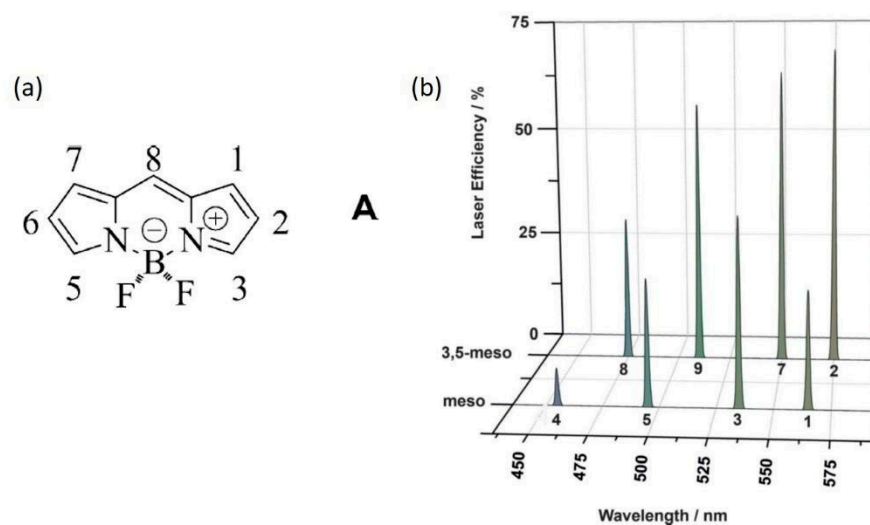 (a)
7 8 1
6 2
N ⊖ N ⊕
B
5 F F 3
A
(b)
Laser Efficiency / %
75
50
25
0
3,5-meso
8 9 7 2
meso
4 5 3 1
450 475 500 525 550 575
Wavelength / nm